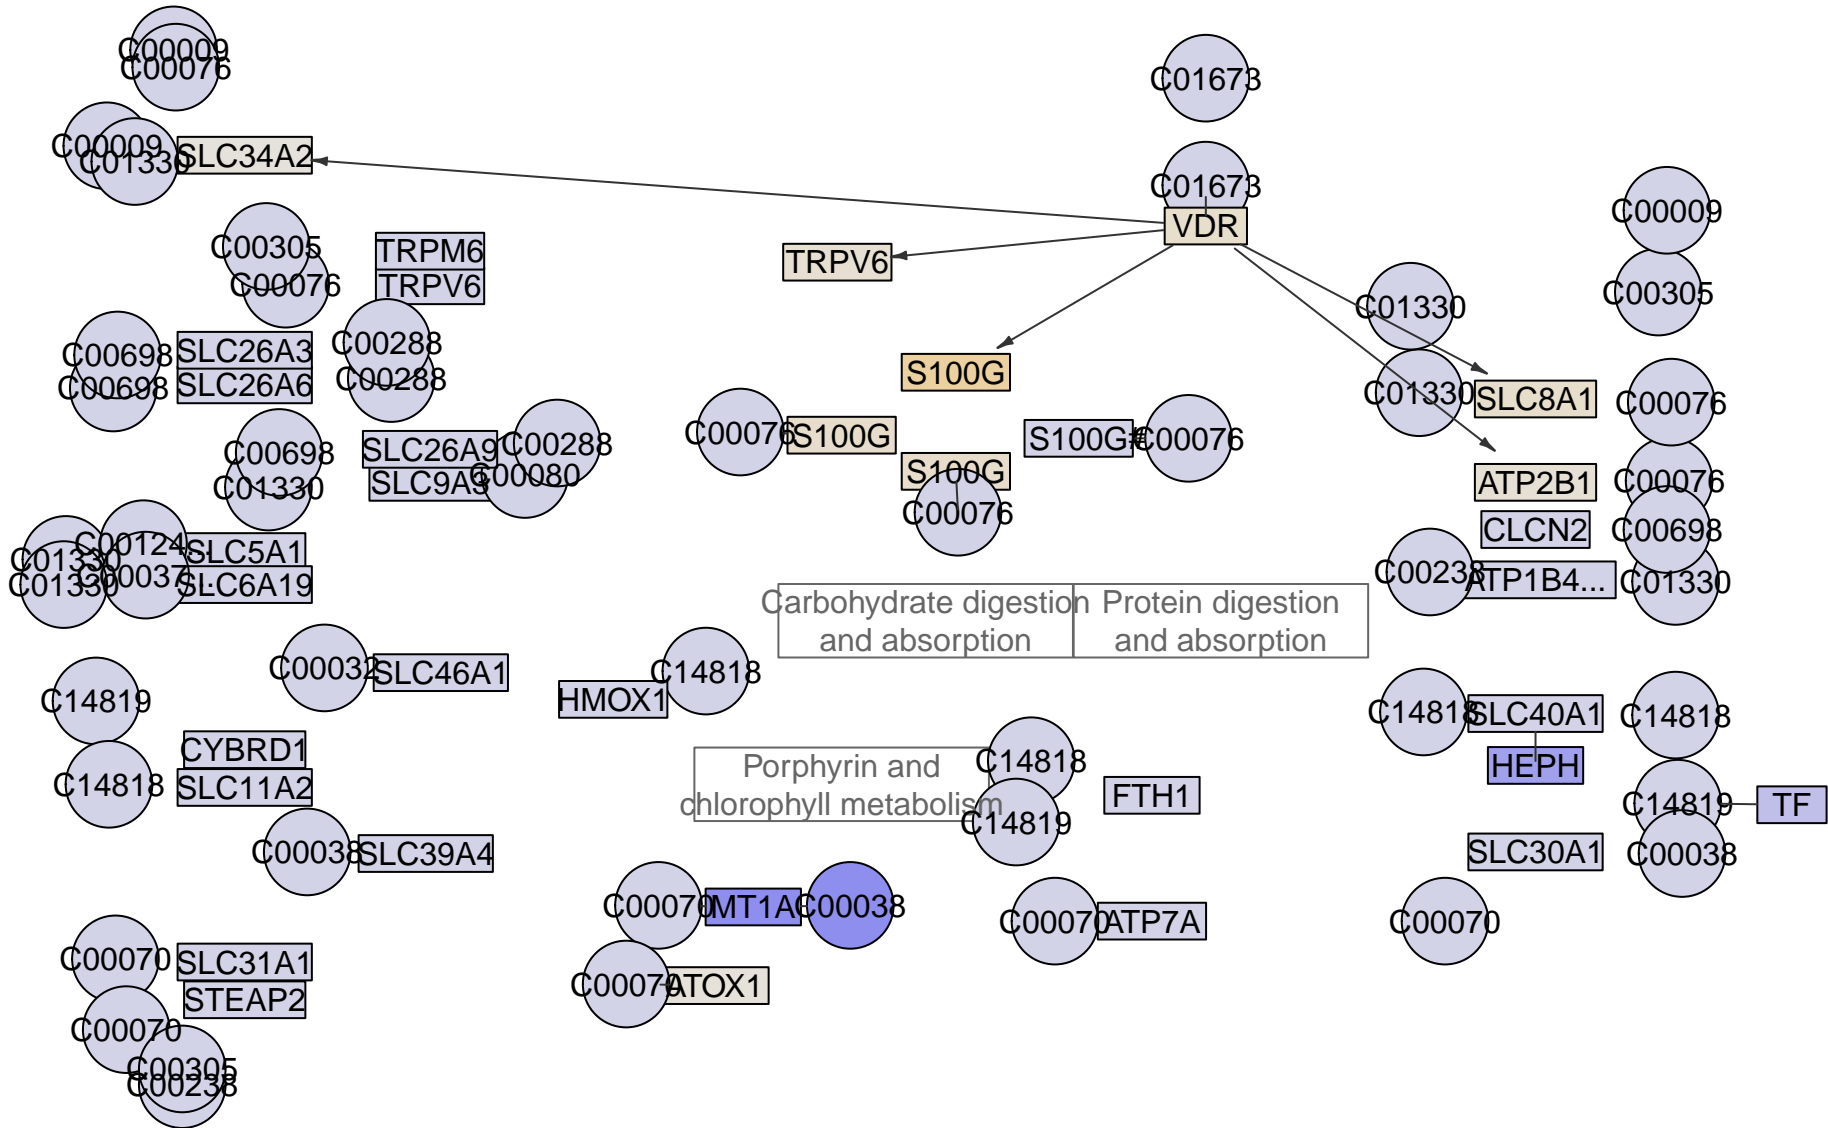 C00009
C00076
C01673
C00009
C01330
SLC34A2
C01673
VDR
C00009
C00305
TRPM6
C00076
TRPV6
TRPV6
C01330
C00305
C00698
SLC26A3
C00288
C00698
SLC26A6
C00288
S100G
C01330
SLC8A1
C00076
C00698
SLC26A9
C00288
C00076
S100G
S100G#
C00076
C01330
SLC9A3
C00080
S100G
C00076
ATP2B1
C00076
CLCN2
C00698
C01330
C00124...
SLC5A1
C01330
C00037...
SLC6A19
C00238
ATP1B4...
C01330
Carbohydrate digestion
and absorption
Protein digestion
and absorption
C00032
SLC46A1
C14818
HMOX1
C14819
C14818
SLC40A1
C14818
CYBRD1
C14818
SLC11A2
Porphyrin and
chlorophyll metabolism
C14818
C14819
FTH1
HEPH
C14819
TF
C00038
SLC39A4
SLC30A1
C00038
C00070
MT1A
C00038
C00070
ATP7A
C00070
C00070
SLC31A1
STEAP2
C00070
ATOX1
C00070
C00305
C00238